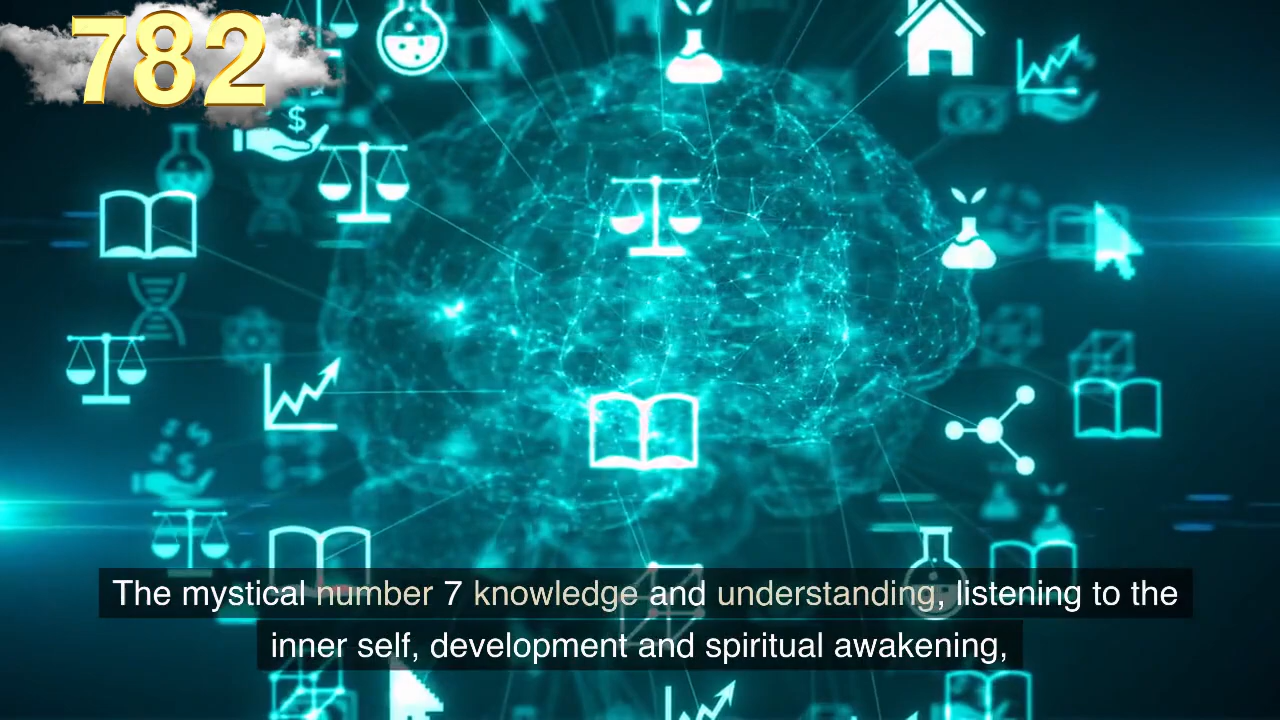 782
The mystical number 7 knowledge and understanding, listening to the
inner self, development and spiritual awakening,